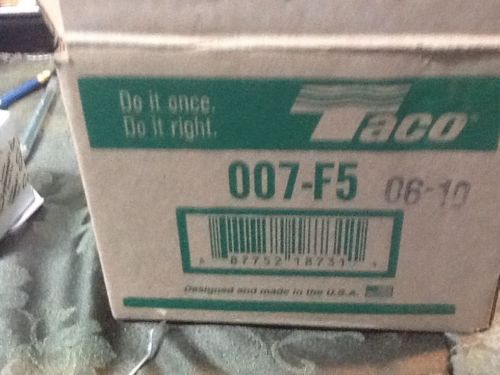 Do it once.
Do it right.
Taco®
007-F5 06-10
87752 18731
Designed and made in the U.S.A.